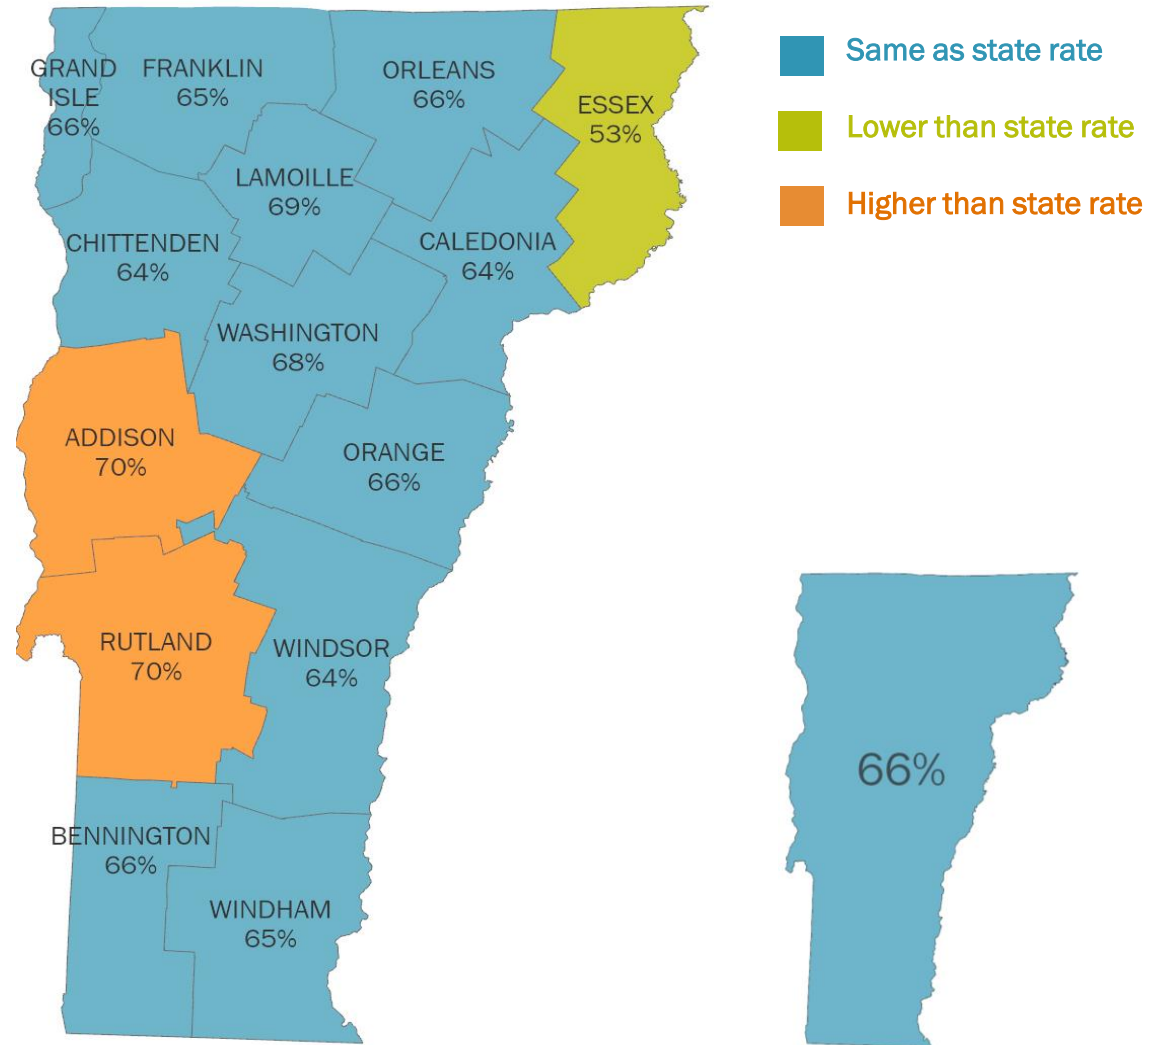 GRAND
ISLE
66%
FRANKLIN
65%
ORLEANS
66%
ESSEX
53%
LAMOILLE
69%
CHITTENDEN
64%
CALEDONIA
64%
WASHINGTON
68%
ADDISON
70%
ORANGE
66%
RUTLAND
70%
WINDSOR
64%
BENNINGTON
66%
WINDHAM
65%
Same as state rate
Lower than state rate
Higher than state rate
66%